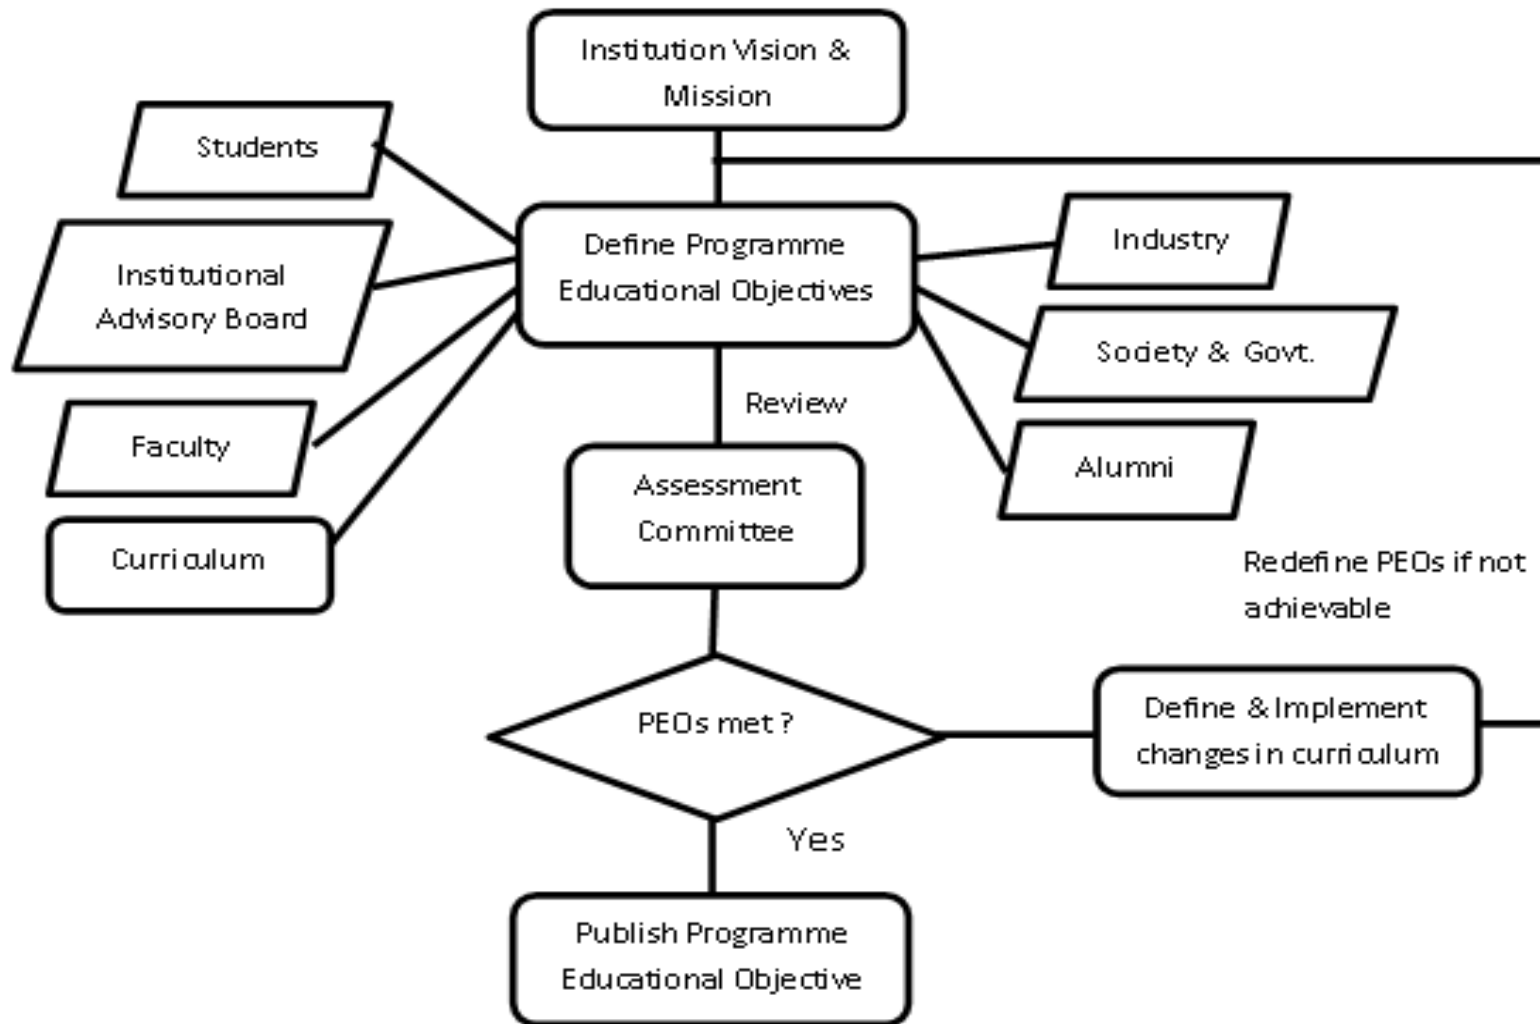 Institution Vision &
Mission
Students
Institutional
Advisory Board
Faculty
Curriculum
Define Programme
Educational Objectives
Industry
Society & Govt.
Alumni
Review
Assessment
Committee
Redefine PEOs if not
achievable
PEOs met ?
Define & Implement
changes in curriculum
Yes
Publish Programme
Educational Objective